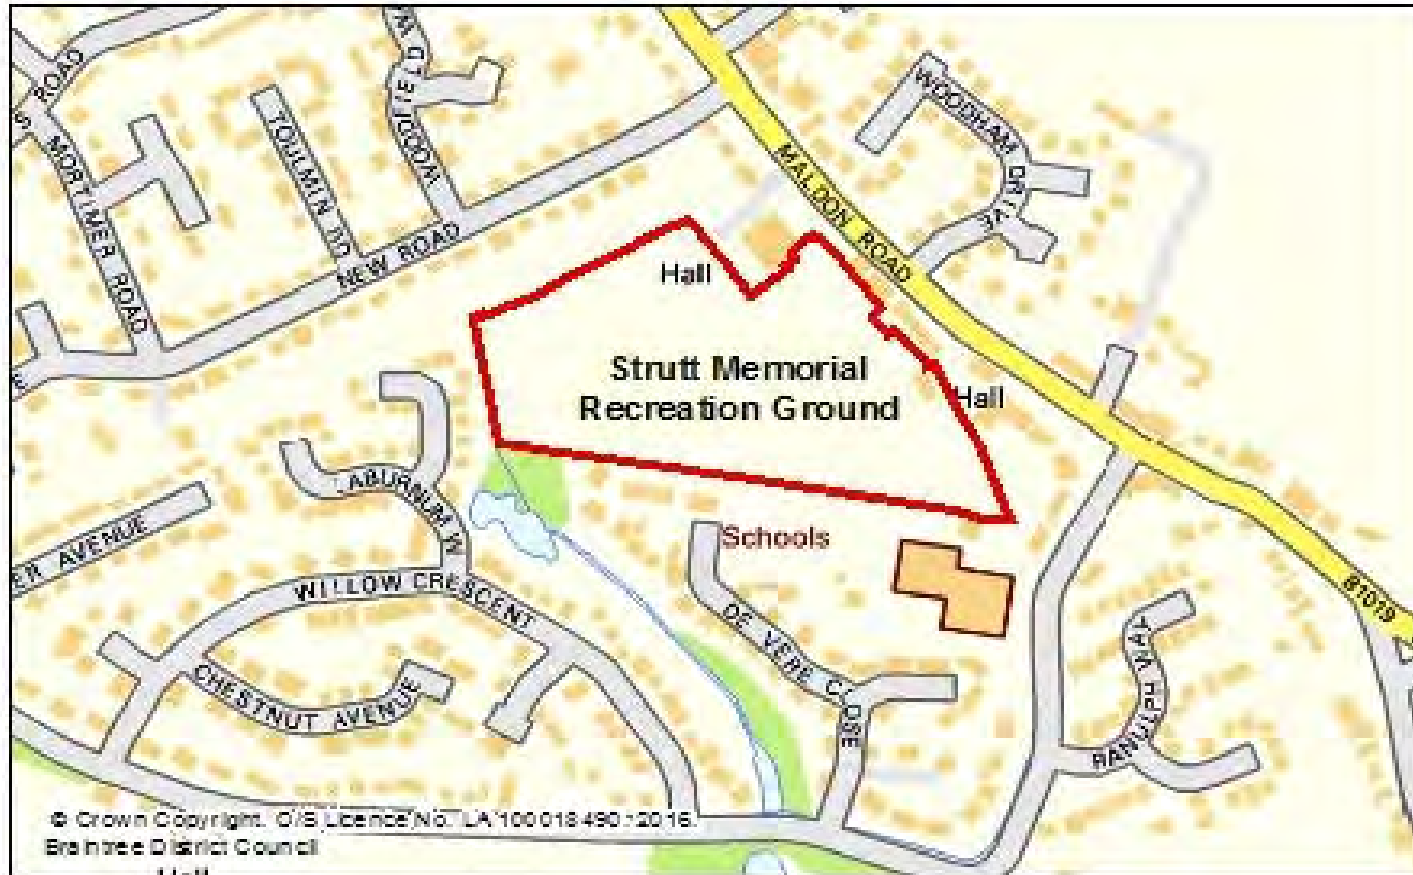 ROAD
MORTIMER ROAD
TOULMIN RD
NEW ROAD
MALDON ROAD
WOODHAM DRIVE
Hall
Strutt Memorial
Recreation Ground
Hall
Schools
LABURNUM W
ER AVENUE
WILLOW CRESCENT
CHESTNUT AVENUE
DE VERE CLOSE
B1019
RANULPH WAY
© Crown Copyright. O/S Licence No. LA 100018490 : 2016.
Braintree District Council
Hall